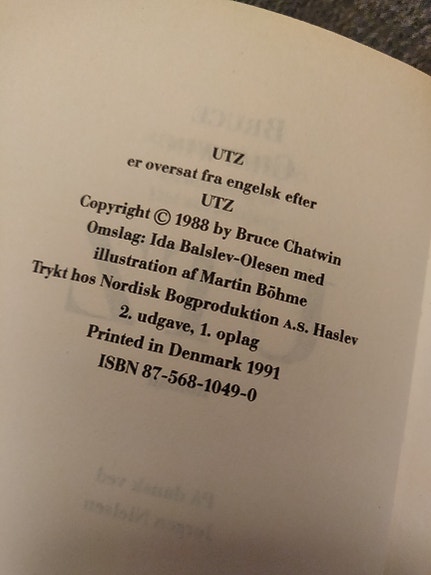 UTZ
er oversat fra engelsk efter
UTZ
Copyright © 1988 by Bruce Chatwin
Omslag: Ida Balslev-Olesen med
illustration af Martin Böhme
Trykt hos Nordisk Bogproduktion A.S. Haslev
2. udgave, 1. oplag
Printed in Denmark 1991
ISBN 87-568-1049-0